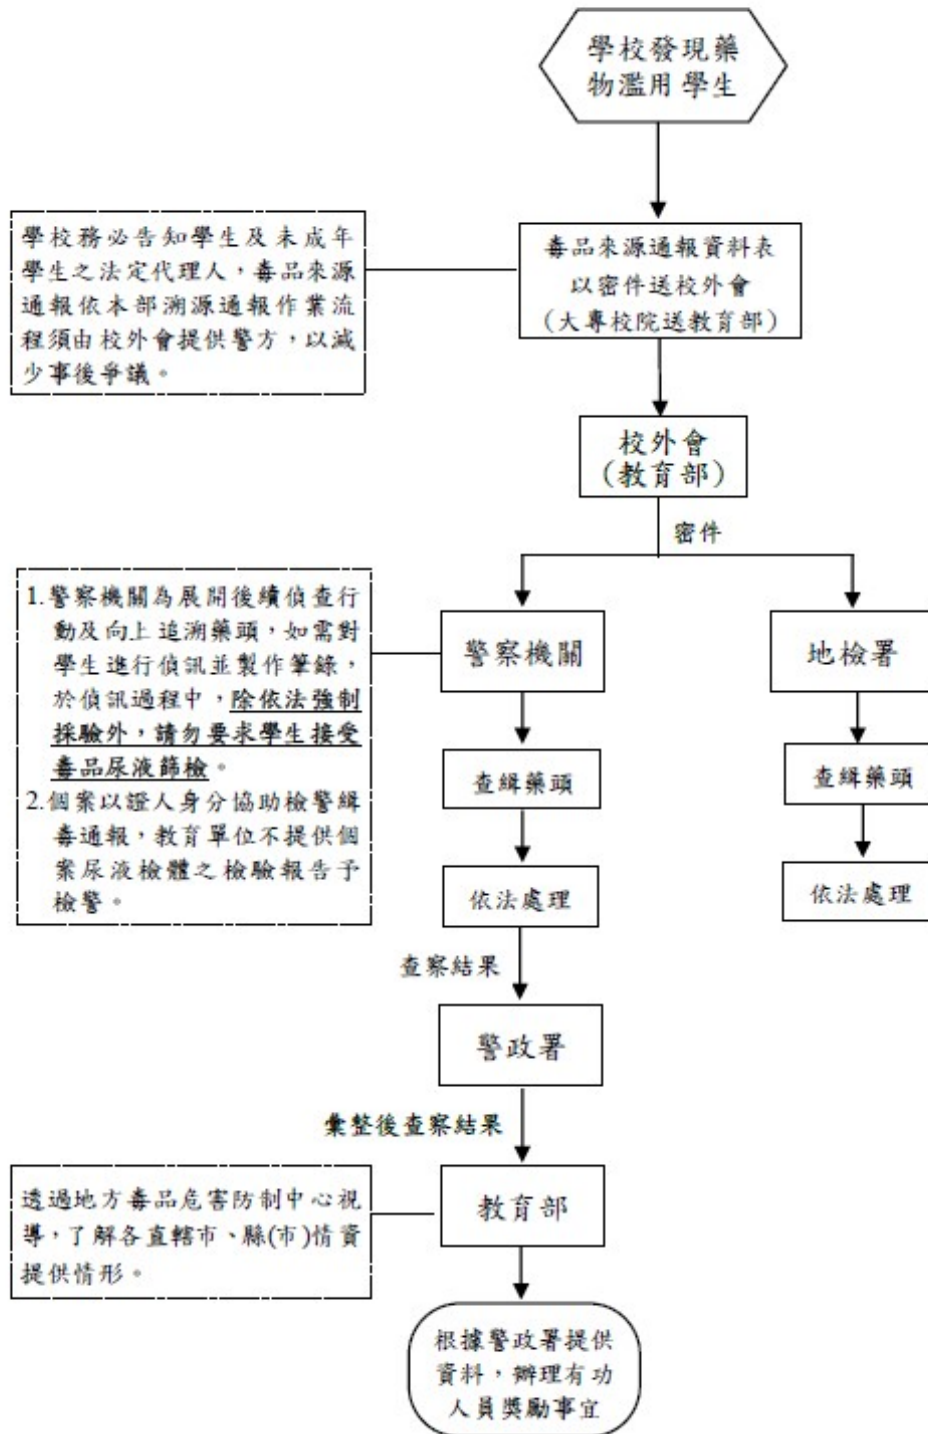 學校發現藥
物濫用學生
學校務必告知學生及未成年
學生之法定代理人，毒品來源
通報依本部溯源通報作業流
程須由校外會提供警方，以減
少事後爭議。
毒品來源通報資料表
以密件送校外會
（大專校院送教育部）
校外會
（教育部）
密件
1.警察機關為展開後續偵查行
動及向上追溯藥頭，如需對
學生進行偵訊並製作筆錄，
於偵訊過程中，除依法強制
採驗外，請勿要求學生接受
毒品尿液篩檢。
2.個案以證人身分協助檢警緝
毒通報，教育單位不提供個
案尿液檢體之檢驗報告予
檢警。
警察機關
地檢署
查緝藥頭
查緝藥頭
依法處理
依法處理
查察結果
警政署
彙整後查察結果
透過地方毒品危害防制中心視
導，了解各直轄市、縣(市)情資
提供情形。
教育部
根據警政署提供
資料，辦理有功
人員獎勵事宜